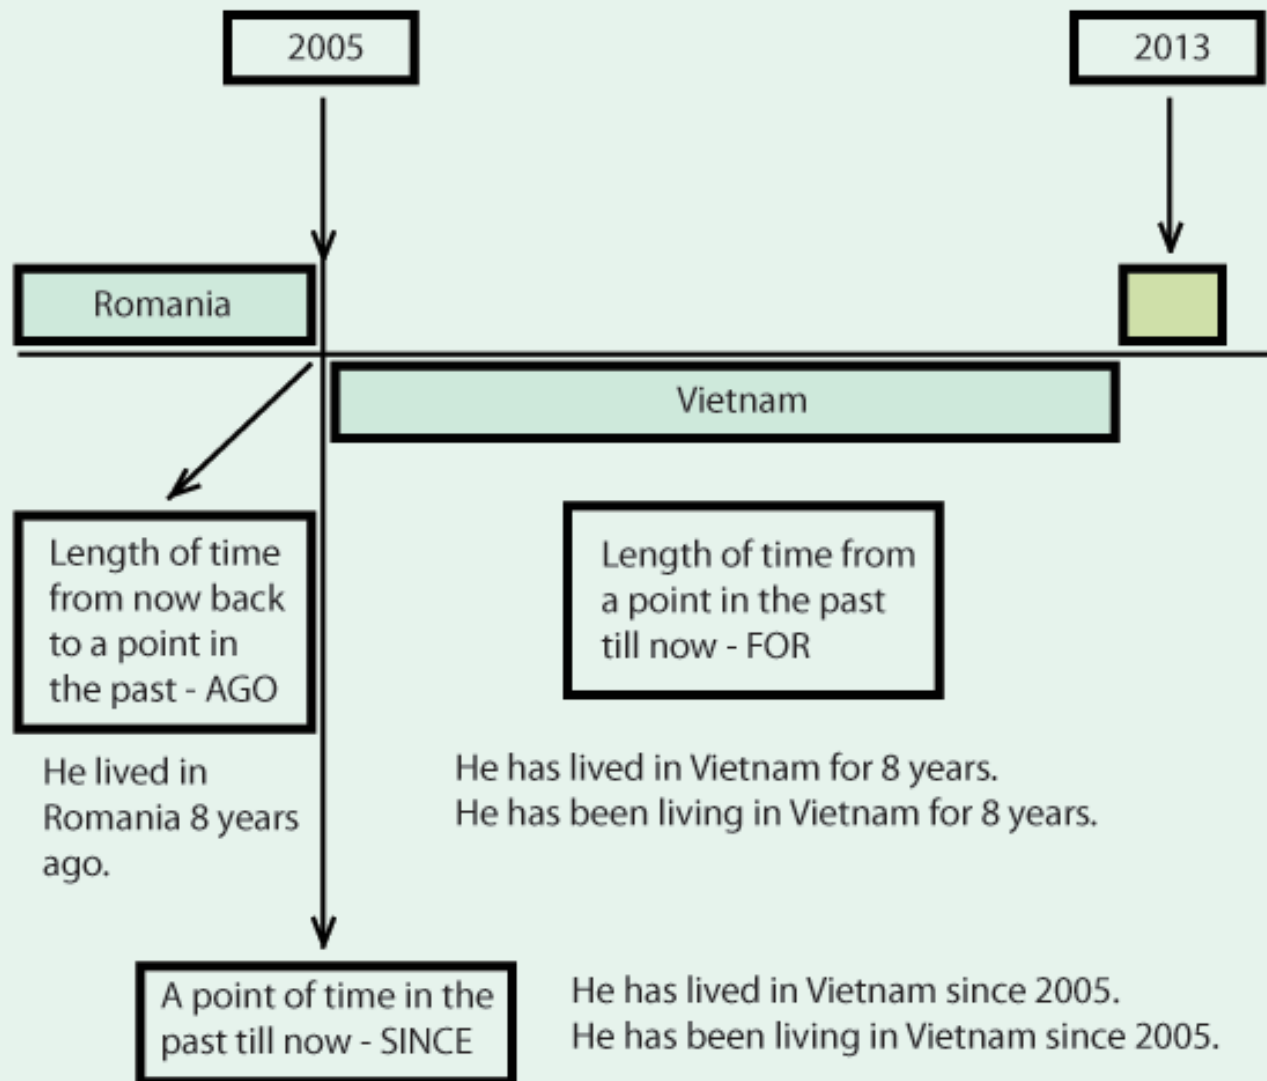 2005
2013
Romania
Vietnam
Length of time
from now back
to a point in
the past - AGO
Length of time from
a point in the past
till now - FOR
He lived in
Romania 8 years
ago.
He has lived in Vietnam for 8 years.
He has been living in Vietnam for 8 years.
A point of time in the
past till now - SINCE
He has lived in Vietnam since 2005.
He has been living in Vietnam since 2005.